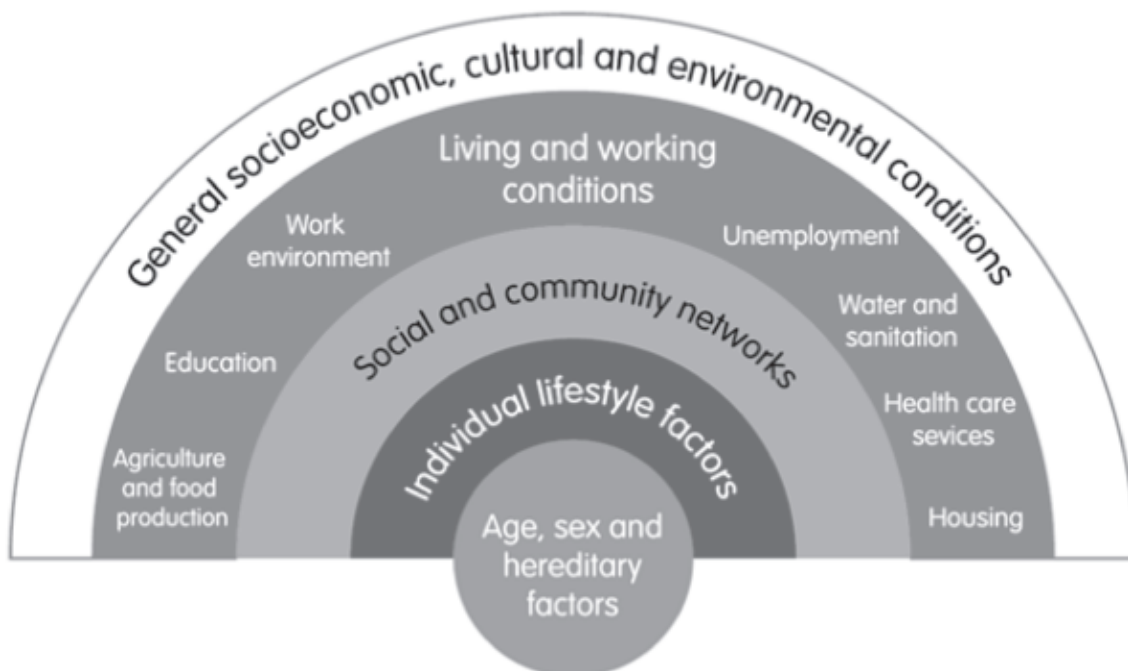 General socioeconomic, cultural and environmental conditions
Living and working
conditions
Work
environment
Unemployment
Education
Water and
sanitation
Agriculture
and food
production
Health care
sevices
Housing
Social and community networks
Individual lifestyle factors
Age, sex and
hereditary
factors